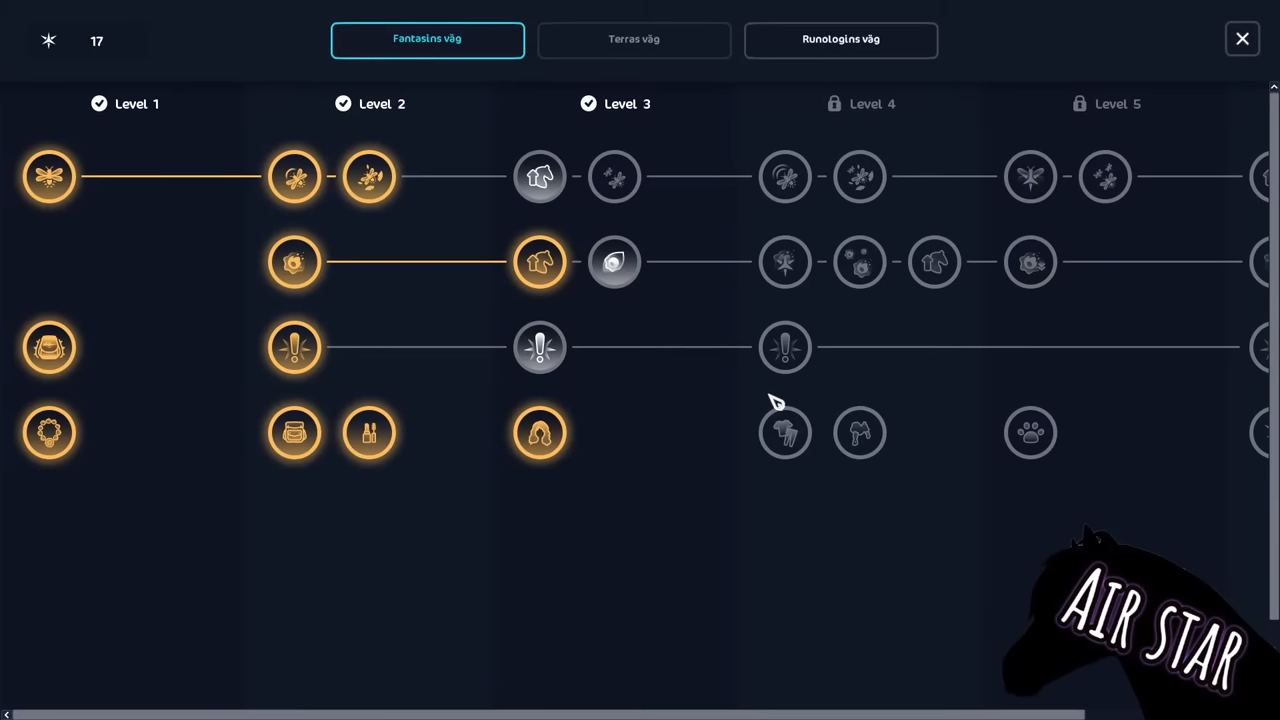 17
Fantasins väg
Terras väg
Runologins väg
Level 1
Level 2
Level 3
Level 4
Level 5
AIR STAR